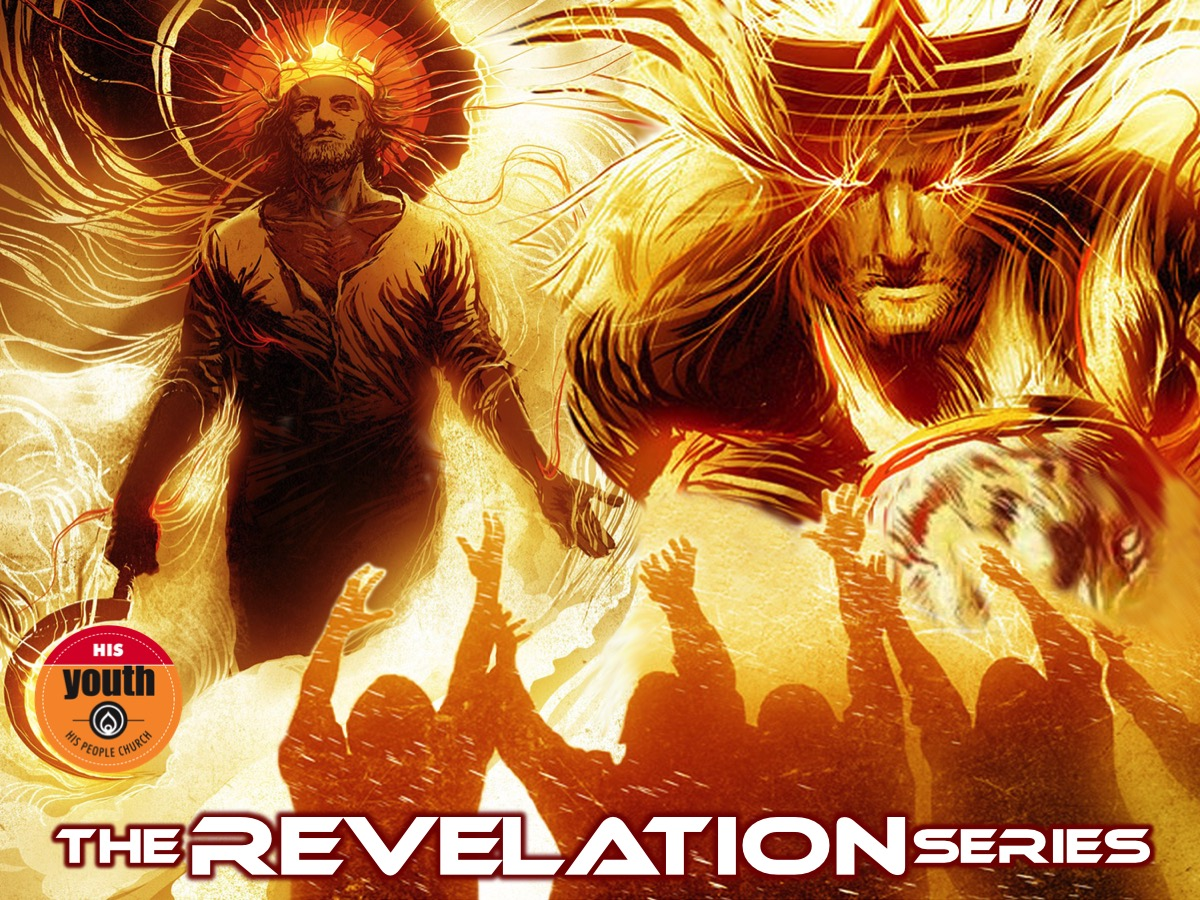 HIS
youth
HIS PEOPLE CHURCH
THE REVELATION SERIES